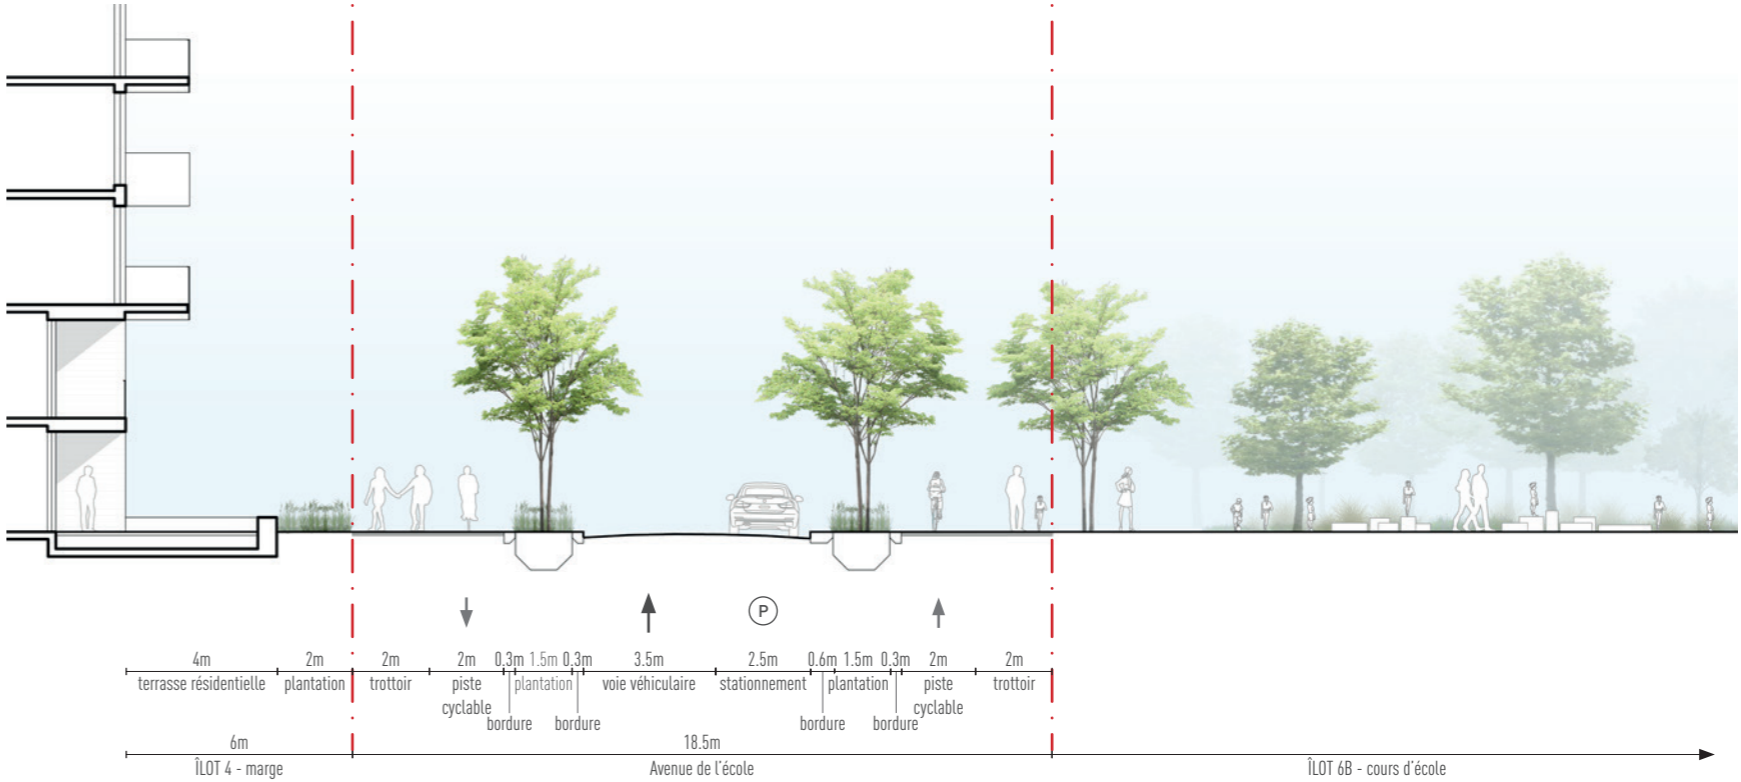 P
4m 2m 2m 2m 0.3m 1.5m 0.3m 3.5m 2.5m 0.6m 1.5m 0.3m 2m 2m
terrasse résidentielle plantation trottoir piste plantation voie véhiculaire stationnement plantation piste trottoir
cyclable cyclable
bordure bordure bordure bordure
6m 18.5m
ÎLOT 4 - marge Avenue de l'école ÎLOT 6B - cours d'école